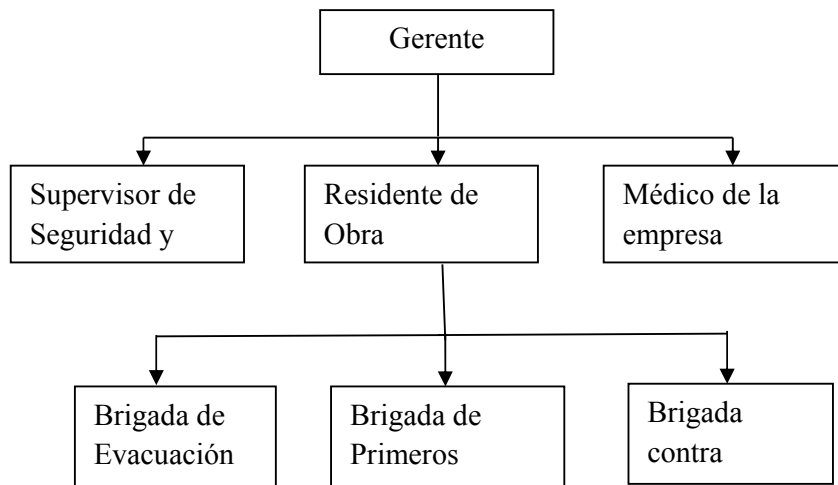 Gerente
Supervisor de
Seguridad y
Residente de
Obra
Médico de la
empresa
Brigada de
Evacuación
Brigada de
Primeros
Brigada
contra